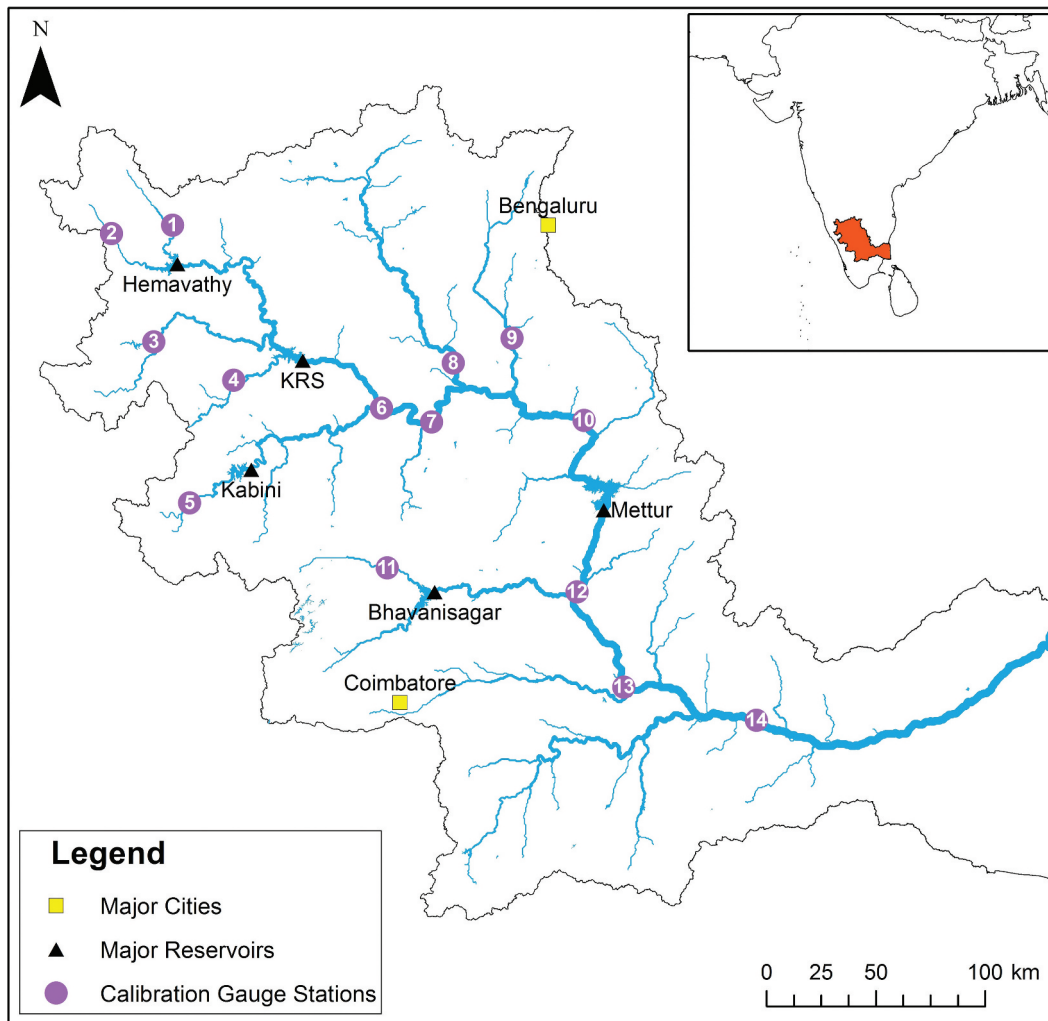 N
Bengaluru
1
2
Hemavathy
3
9
8
KRS
4
6
7
10
Kabini
5
Mettur
11
12
Bhavanisagar
Coimbatore
13
14
Legend
Major Cities
Major Reservoirs
Calibration Gauge Stations
0 25 50 100 km